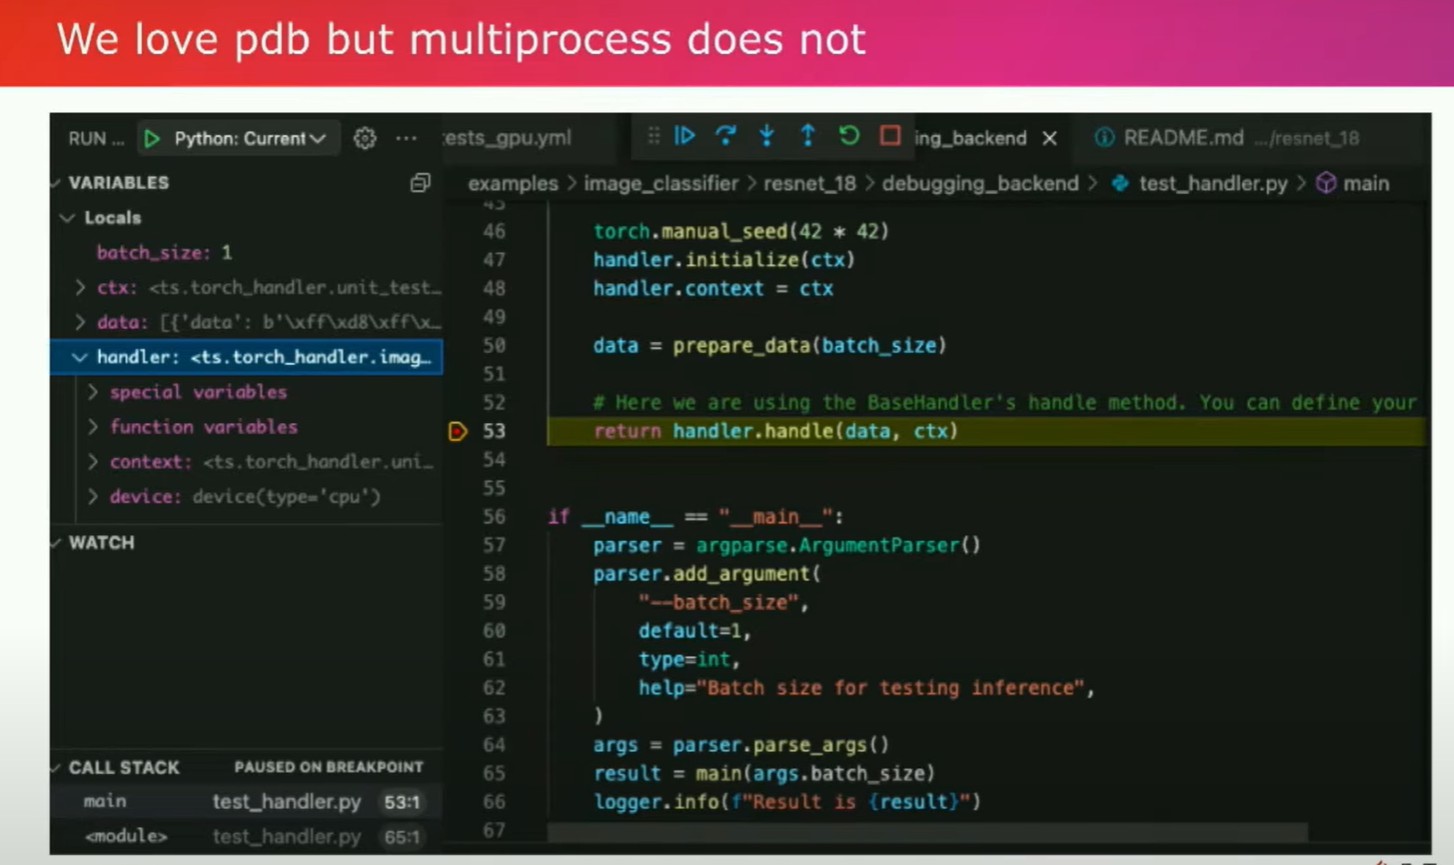 We love pdb but multiprocess does not
RUN ... Python: Current ... ests_gpu.yml ing_backend README.md .../resnet_18
VARIABLES
Locals
batch_size: 1
ctx: <ts.torch_handler.unit_test…
data: [{'data': b'\xff\xd8\xff\x…
handler: <ts.torch_handler.imag…
special variables
function variables
context: <ts.torch_handler.uni…
device: device(type='cpu')
WATCH
CALL STACK PAUSED ON BREAKPOINT
main test_handler.py 53:1
<module> test_handler.py 65:1
examples > image_classifier > resnet_18 > debugging_backend > test_handler.py > main
45
46 torch.manual_seed(42 * 42)
47 handler.initialize(ctx)
48 handler.context = ctx
49
50 data = prepare_data(batch_size)
51
52 # Here we are using the BaseHandler's handle method. You can define your
53 return handler.handle(data, ctx)
54
55
56 if __name__ == "__main__":
57 parser = argparse.ArgumentParser()
58 parser.add_argument(
59 "--batch_size",
60 default=1,
61 type=int,
62 help="Batch size for testing inference",
63 )
64 args = parser.parse_args()
65 result = main(args.batch_size)
66 logger.info(f"Result is {result}")
67